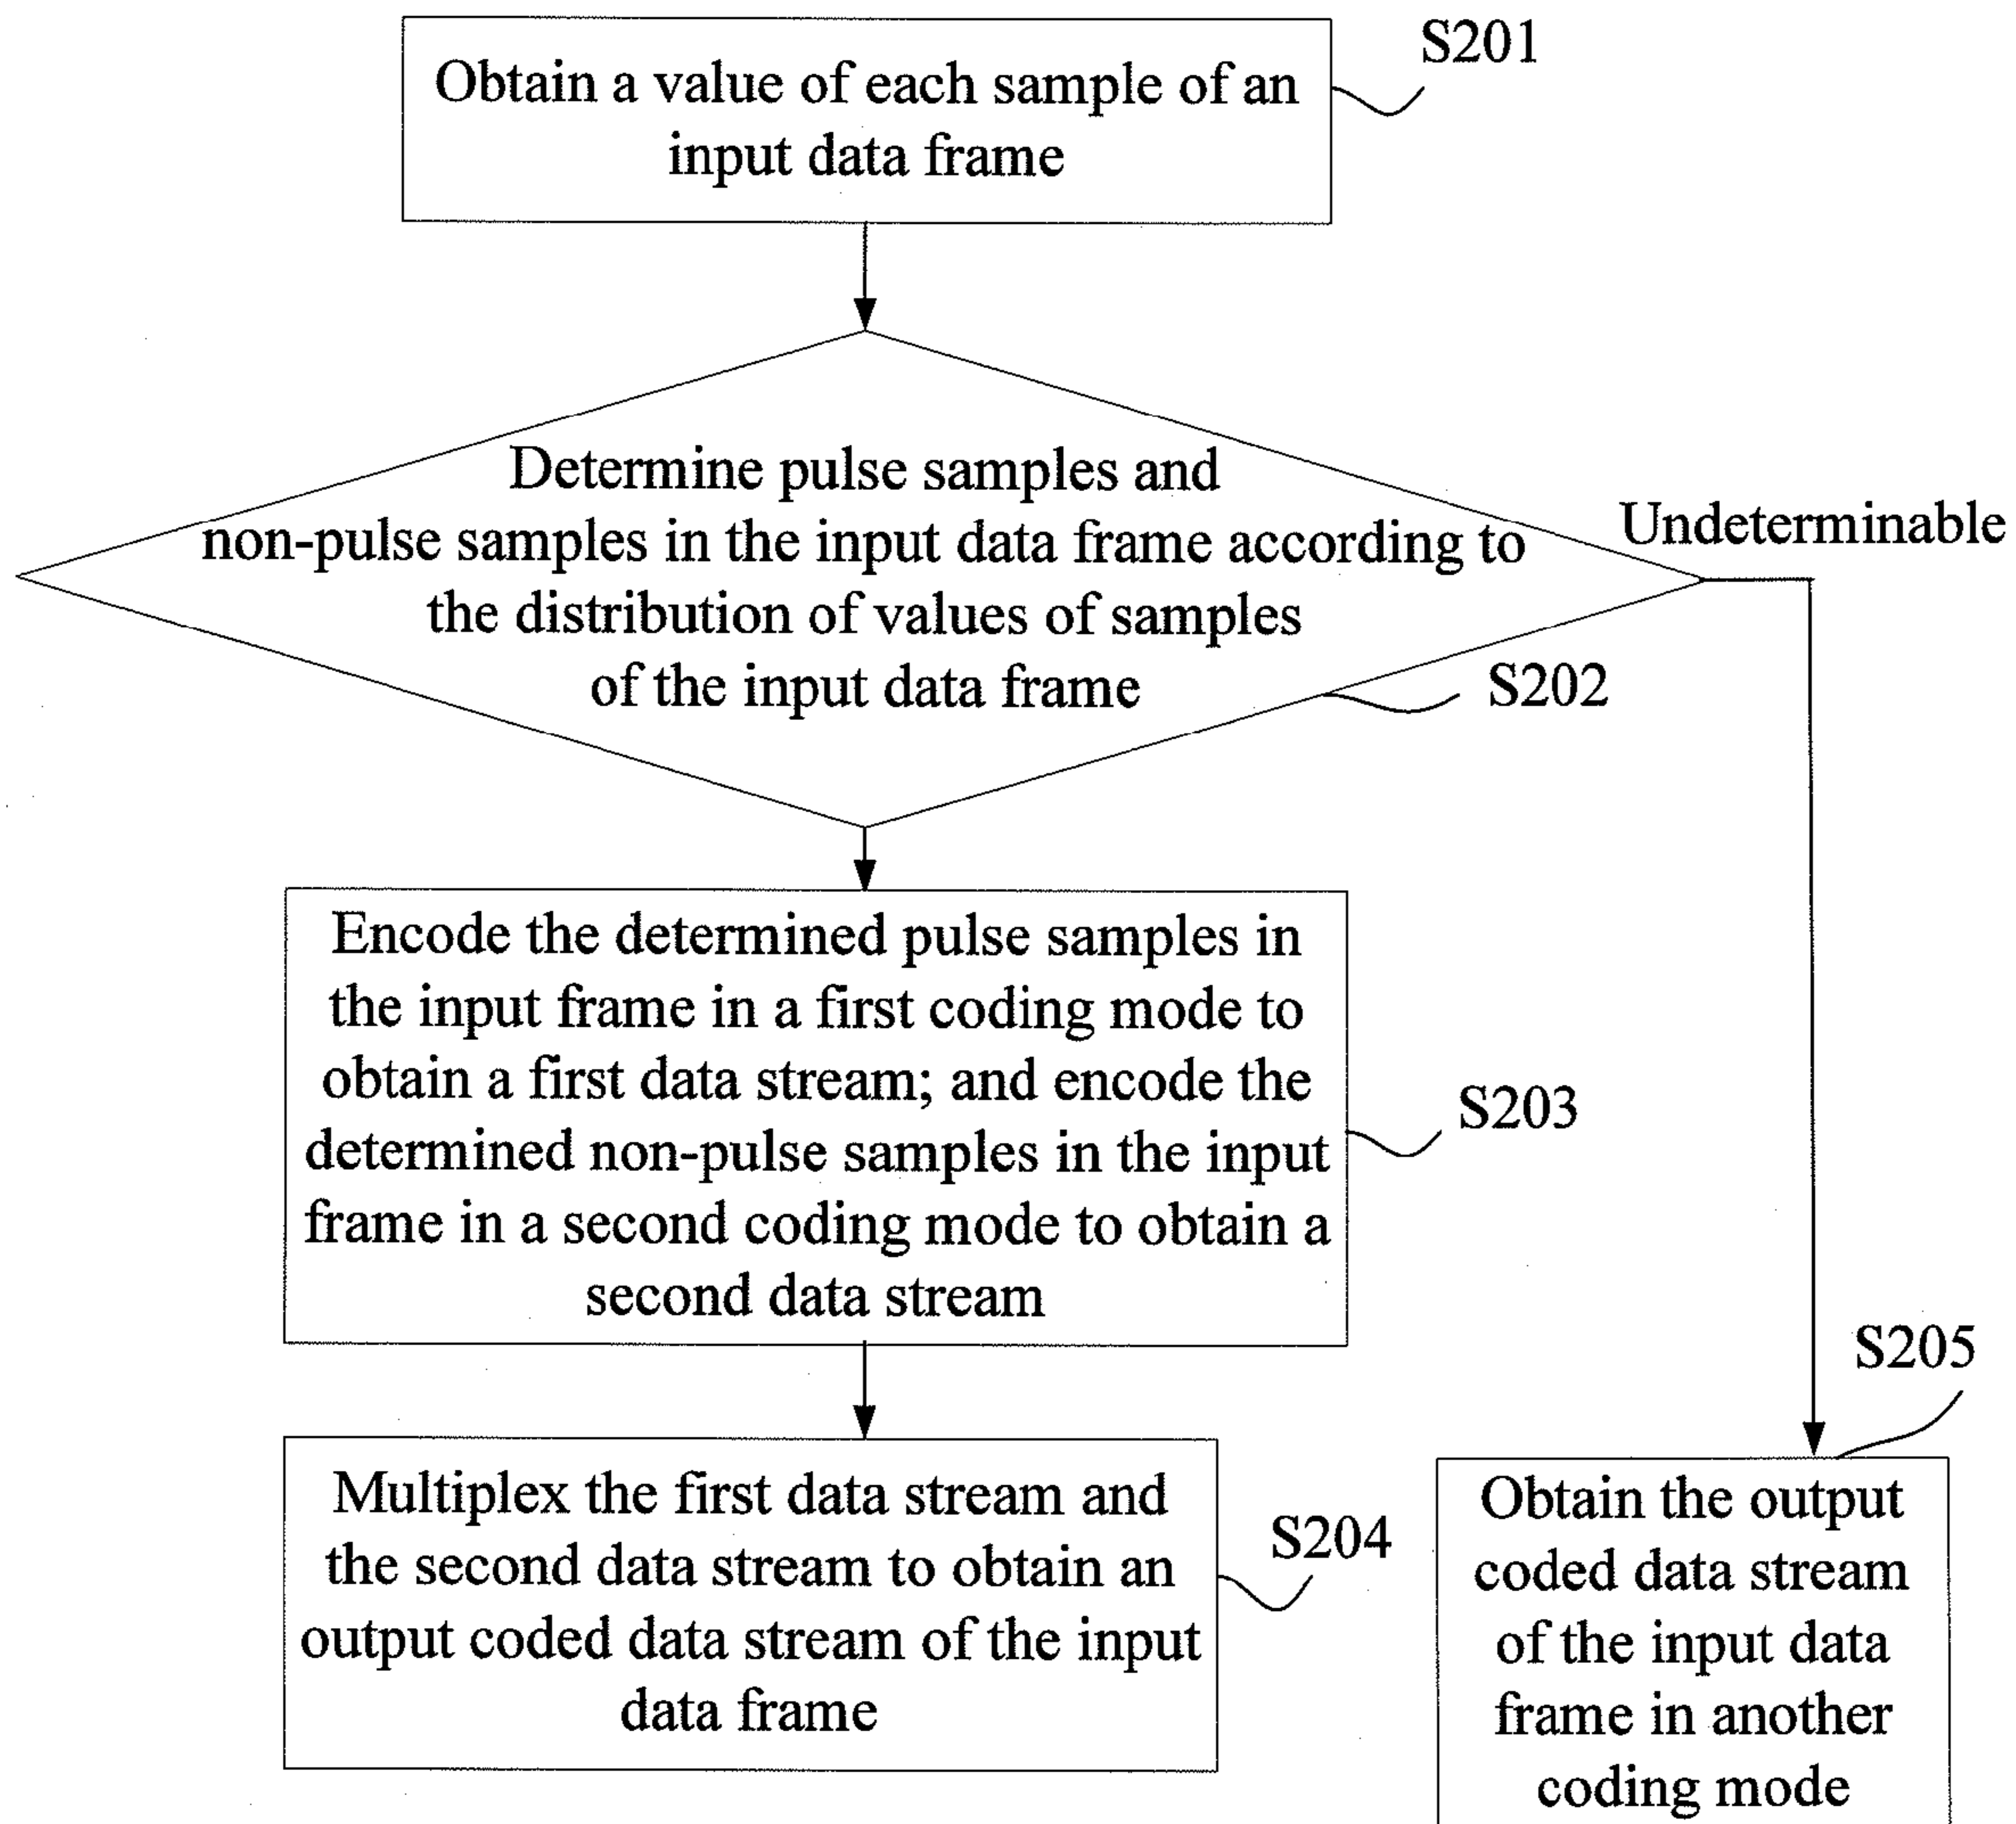 S201
Obtain a value of each sample of an
input data frame
Determine pulse samples and
non-pulse samples in the input data frame according to
the distribution of values of samples
of the input data frame
Undeterminable
S202
Encode the determined pulse samples in
the input frame in a first coding mode to
obtain a first data stream; and encode the
determined non-pulse samples in the input
frame in a second coding mode to obtain a
second data stream
S203
Multiplex the first data stream and
the second data stream to obtain an
output coded data stream of the input
data frame
S204
S205
Obtain the output
coded data stream
of the input data
frame in another
coding mode